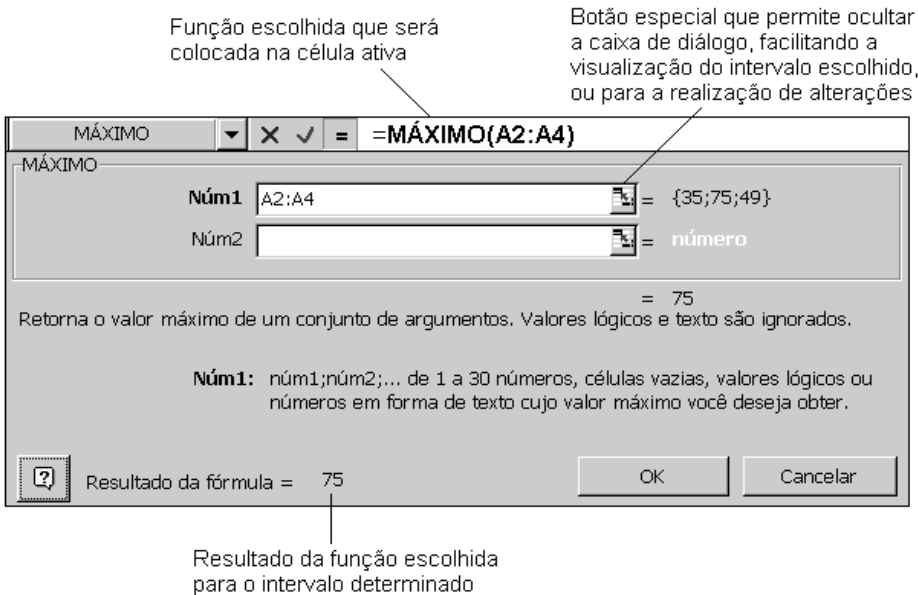 Função escolhida que será
colocada na célula ativa
Botão especial que permite ocultar
a caixa de diálogo, facilitando a
visualização do intervalo escolhido,
ou para a realização de alterações
MÁXIMO = =MÁXIMO(A2:A4)
MÁXIMO
Núm1 A2:A4 = {35;75;49}
Núm2 = número
= 75
Retorna o valor máximo de um conjunto de argumentos. Valores lógicos e texto são ignorados.
Núm1: núm1;núm2;... de 1 a 30 números, células vazias, valores lógicos ou
números em forma de texto cujo valor máximo você deseja obter.
? Resultado da fórmula = 75 OK Cancelar
Resultado da função escolhida
para o intervalo determinado